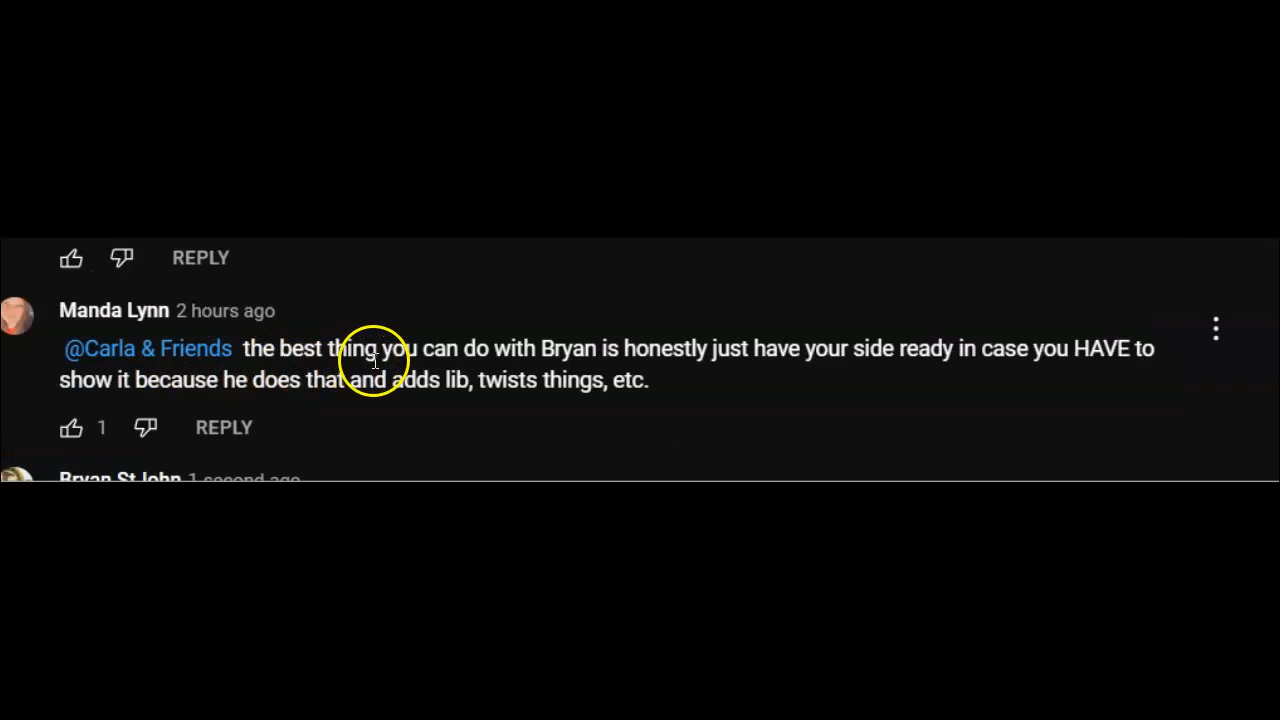 REPLY
Manda Lynn 2 hours ago
@Carla & Friends the best thing you can do with Bryan is honestly just have your side ready in case you HAVE to
show it because he does that and adds lib, twists things, etc.
1 REPLY
Bryan St John 1 second ago